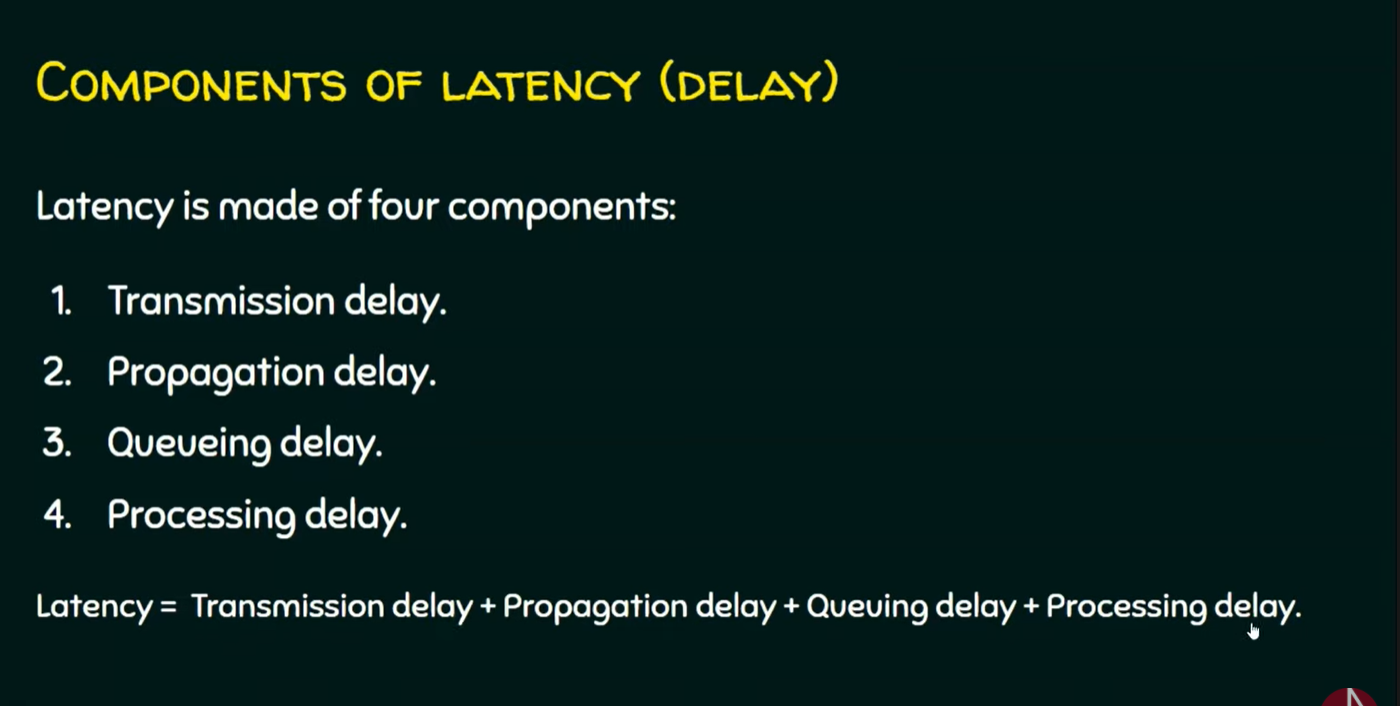 COMPONENTS OF LATENCY (DELAY)
Latency is made of four components:
1. Transmission delay.
2. Propagation delay.
3. Queueing delay.
4. Processing delay.
Latency = Transmission delay + Propagation delay + Queuing delay + Processing delay.